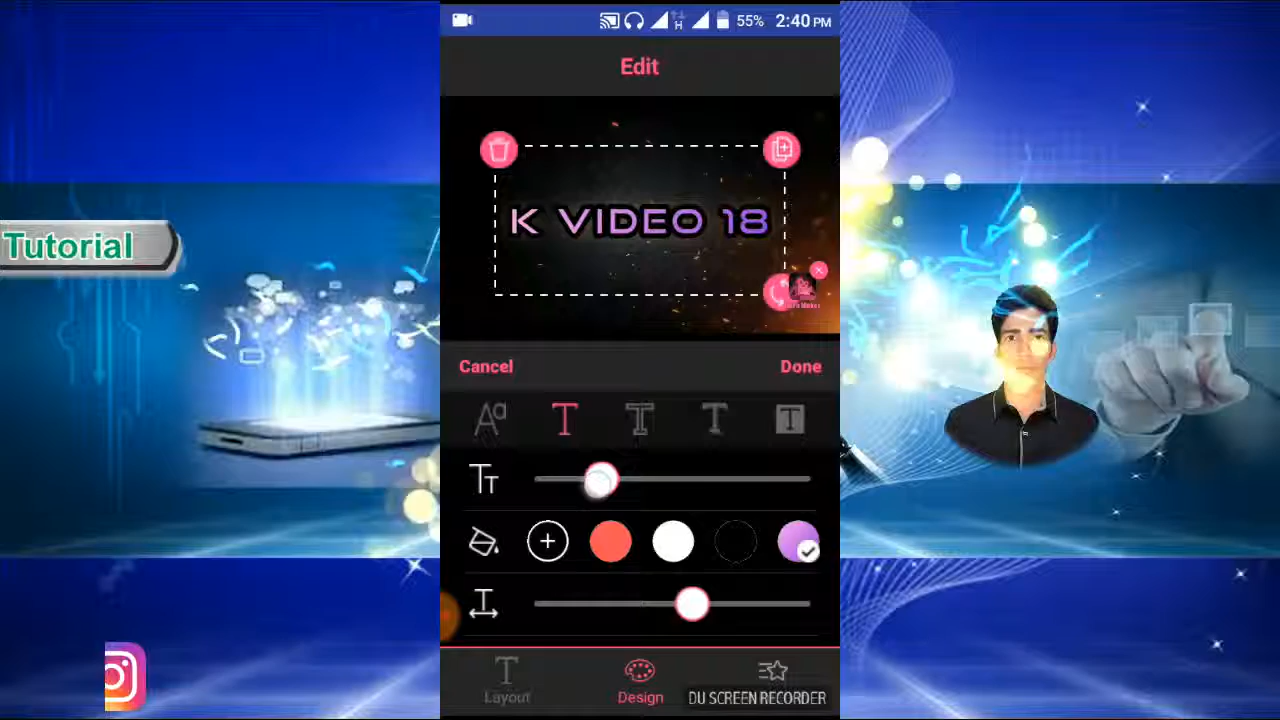 55% 2:40 PM
H
Edit
Tutorial
K VIDEO 18
Cancel
Done
Layout
Design
DU SCREEN RECORDER